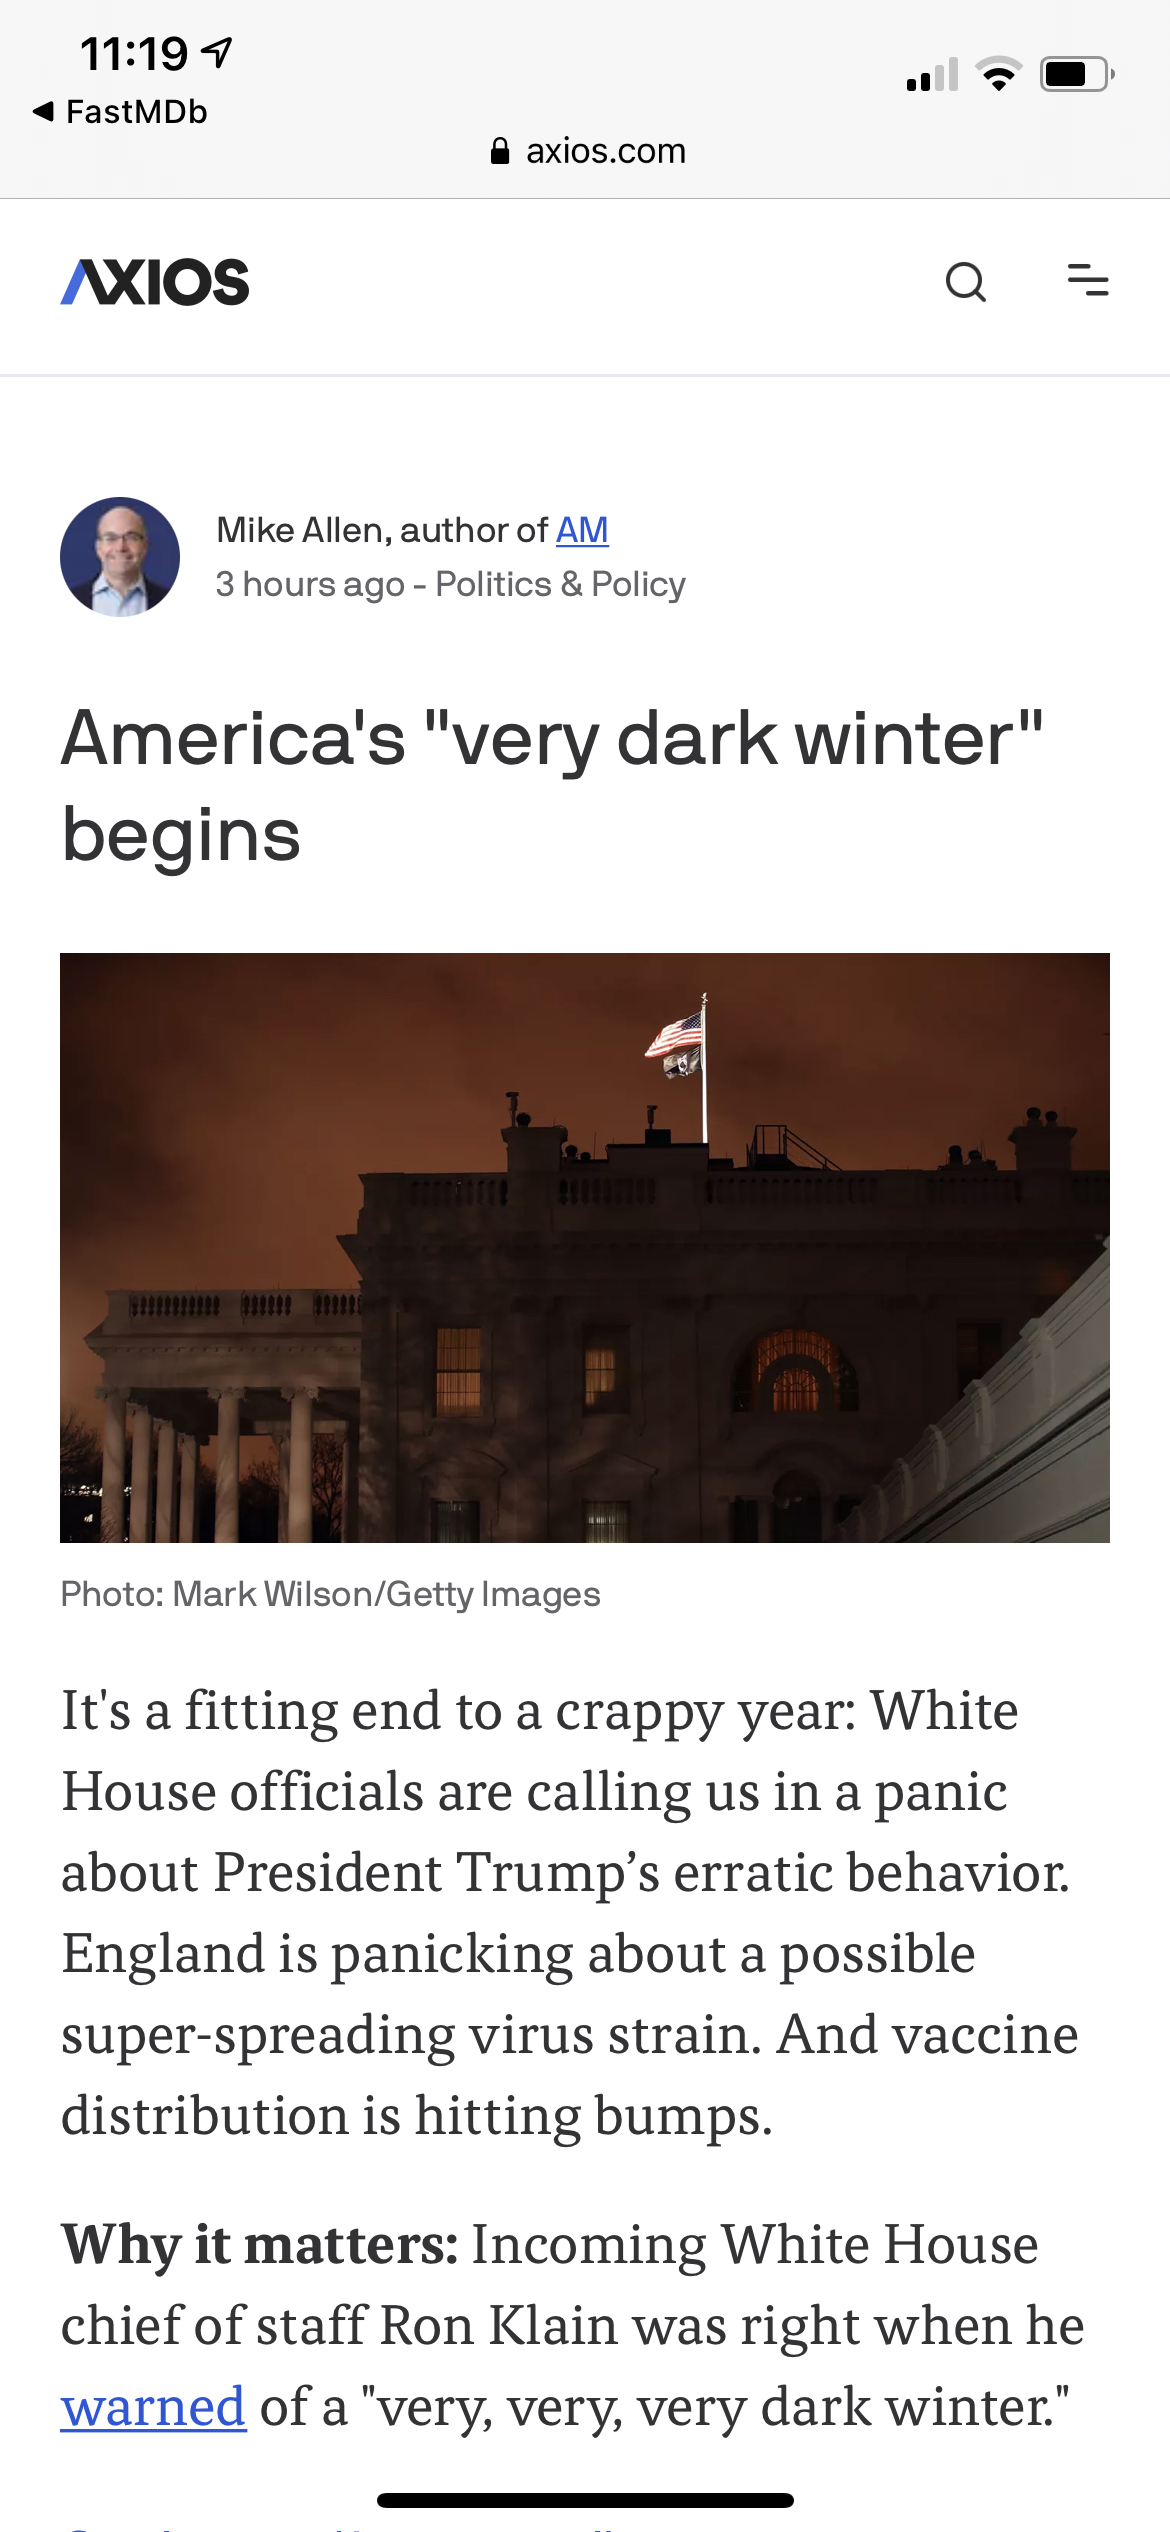 11:19
FastMDb
axios.com
AXIOS
Mike Allen, author of AM
3 hours ago - Politics & Policy
America's "very dark winter"
begins
Photo: Mark Wilson/Getty Images
It's a fitting end to a crappy year: White
House officials are calling us in a panic
about President Trump’s erratic behavior.
England is panicking about a possible
super-spreading virus strain. And vaccine
distribution is hitting bumps.
Why it matters: Incoming White House
chief of staff Ron Klain was right when he
warned of a "very, very, very dark winter."